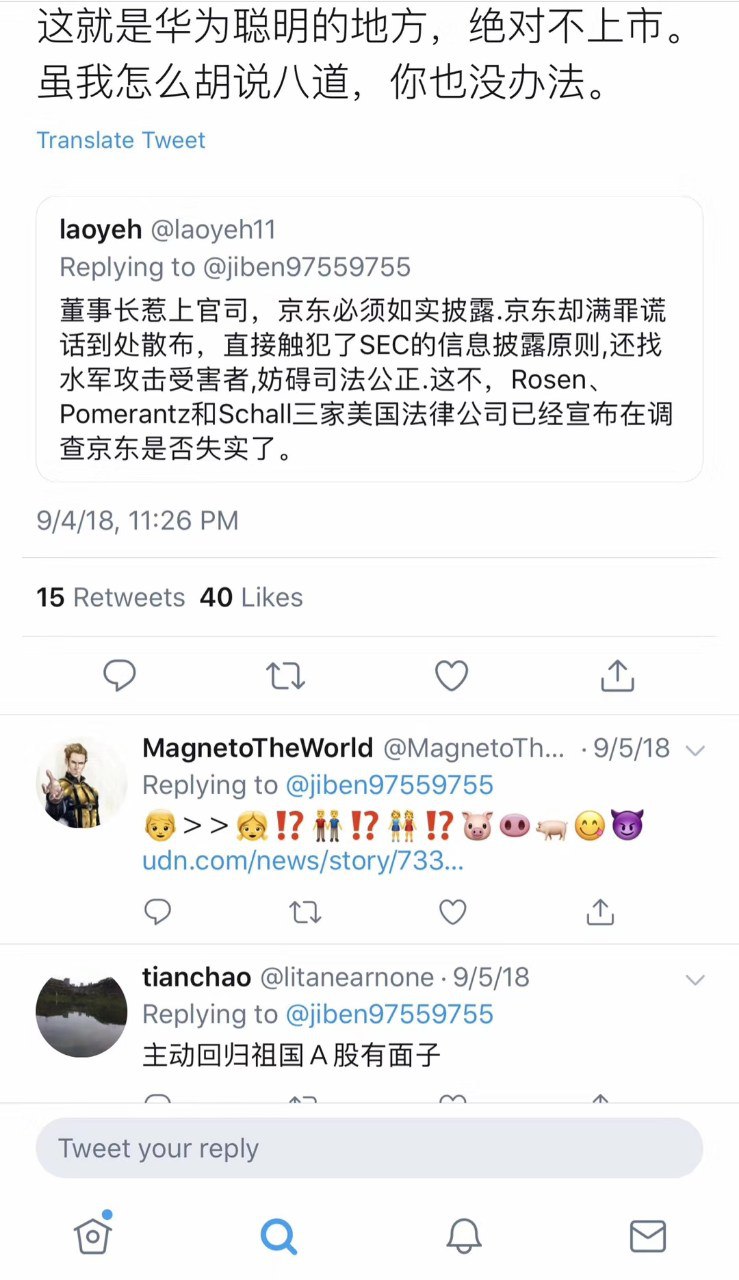 这就是华为聪明的地方，绝对不上市。
虽我怎么胡说八道，你也没办法。
Translate Tweet
laoyeh @laoyeh11
Replying to @jiben97559755
董事长惹上官司，京东必须如实披露.京东却满罪谎
话到处散布，直接触犯了SEC的信息披露原则,还找
水军攻击受害者,妨碍司法公正.这不，Rosen、
Pomerantz和Schall三家美国法律公司已经宣布在调
查京东是否失实了。
9/4/18, 11:26 PM
15 Retweets 40 Likes
MagnetoTheWorld @MagnetoTh... · 9/5/18
Replying to @jiben97559755
👦>>👧⁉️👬⁉️👭⁉️🐷🐽🐖😋😈
udn.com/news/story/733...
tianchao @litanearnone · 9/5/18
Replying to @jiben97559755
主动回归祖国A股有面子
Tweet your reply